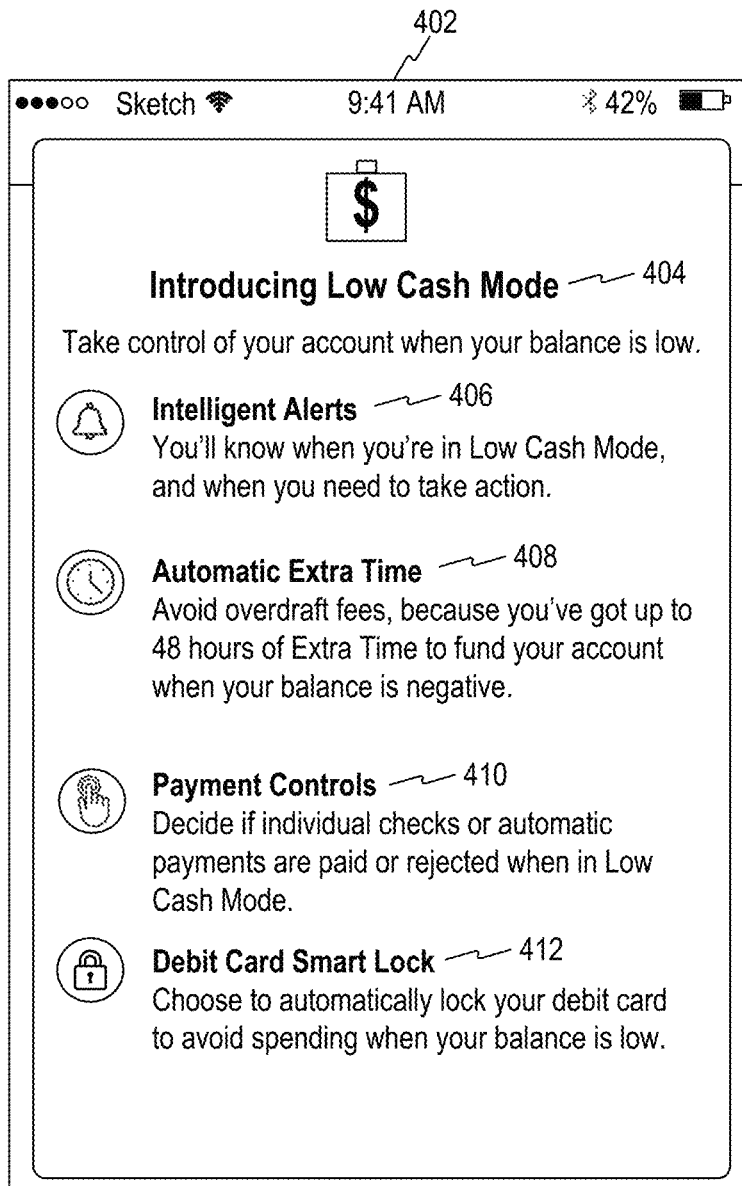 402
Sketch 9:41 AM 42%
$
Introducing Low Cash Mode 404
Take control of your account when your balance is low.
Intelligent Alerts 406
You'll know when you're in Low Cash Mode,
and when you need to take action.
Automatic Extra Time 408
Avoid overdraft fees, because you've got up to
48 hours of Extra Time to fund your account
when your balance is negative.
Payment Controls 410
Decide if individual checks or automatic
payments are paid or rejected when in Low
Cash Mode.
Debit Card Smart Lock 412
Choose to automatically lock your debit card
to avoid spending when your balance is low.